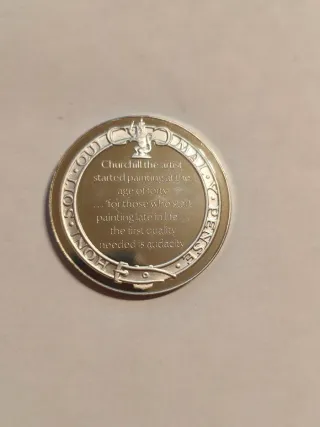 HONI · SOIT · QUI · MAL · Y · PENSE
Churchill the artist
started painting at the
age of forty
.... 'for those who start
painting late in life ...
the first quality
needed is audacity